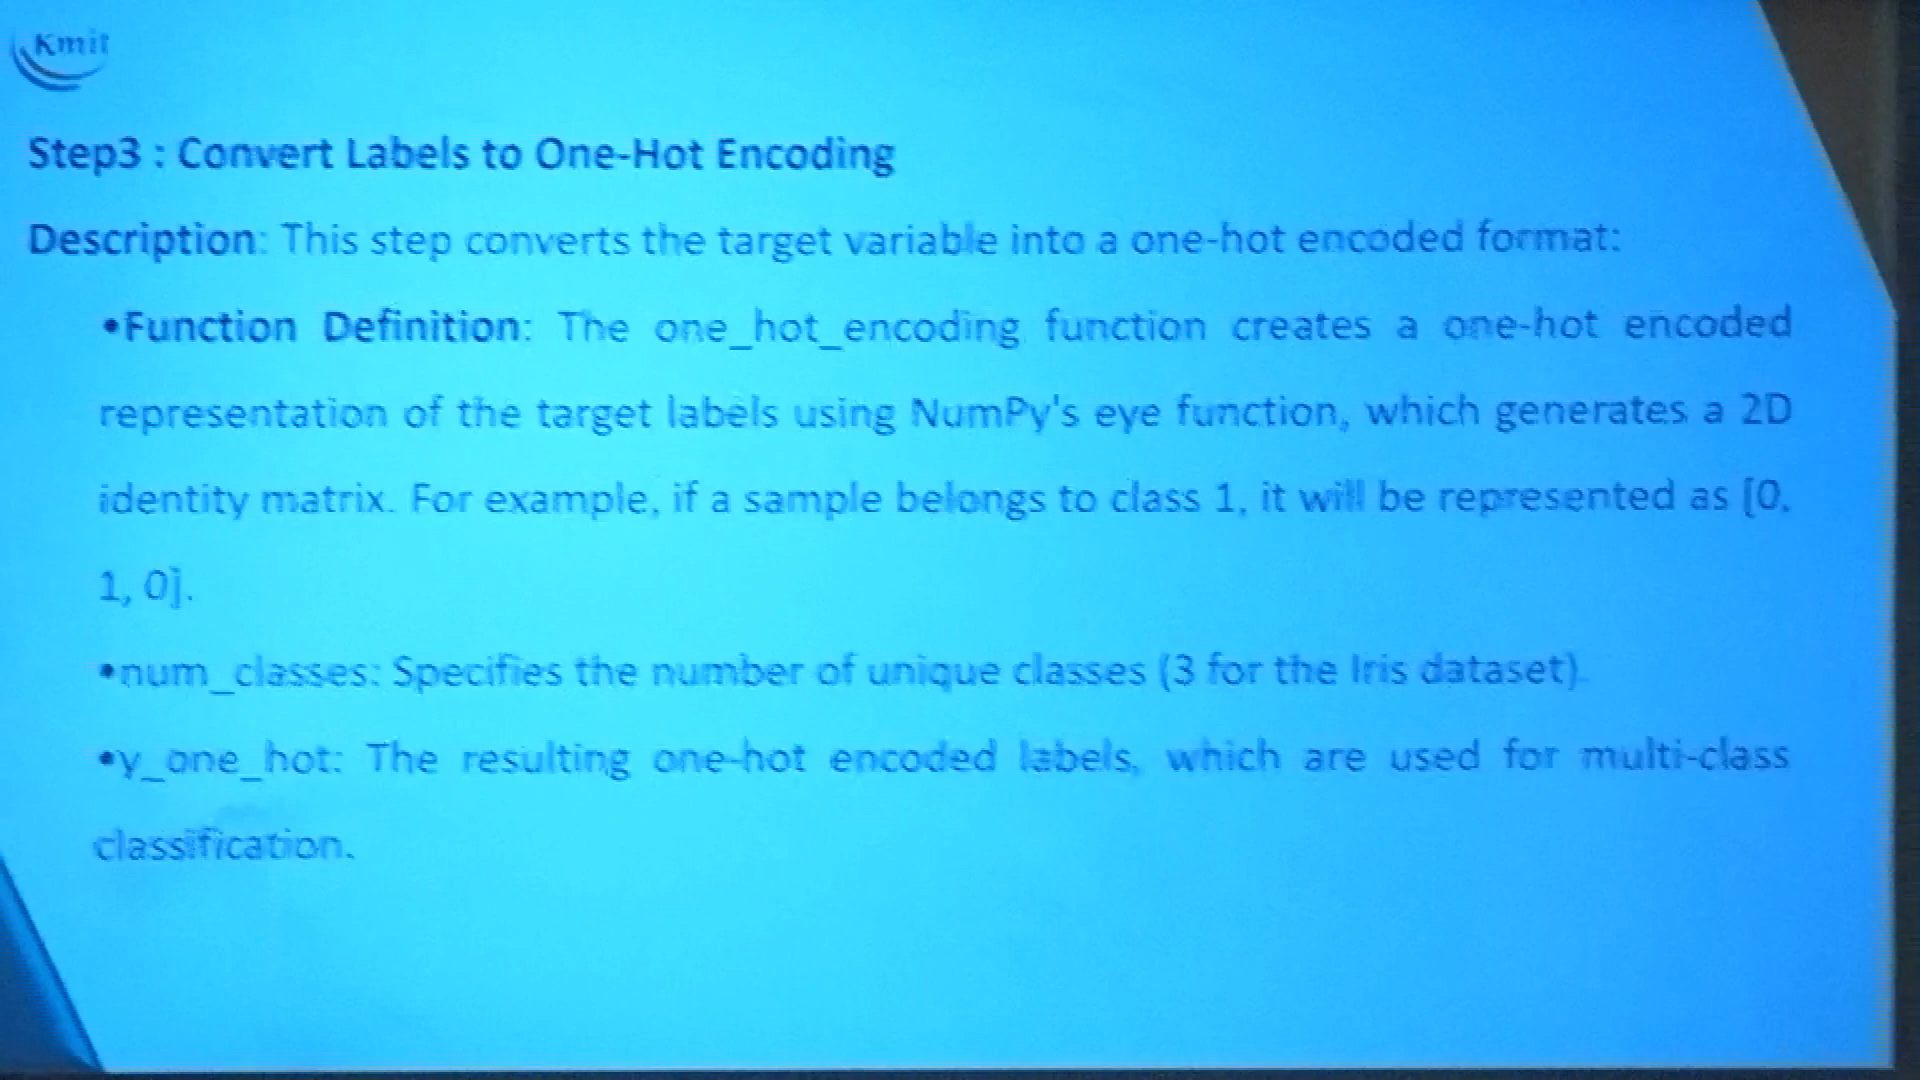 Kmit
Step3 : Convert Labels to One-Hot Encoding
Description: This step converts the target variable into a one-hot encoded format:
•Function Definition: The one_hot_encoding function creates a one-hot encoded
representation of the target labels using NumPy's eye function, which generates a 2D
identity matrix. For example, if a sample belongs to class 1, it will be represented as [0,
1, 0].
•num_classes: Specifies the number of unique classes (3 for the Iris dataset).
•y_one_hot: The resulting one-hot encoded labels, which are used for multi-class
classification.